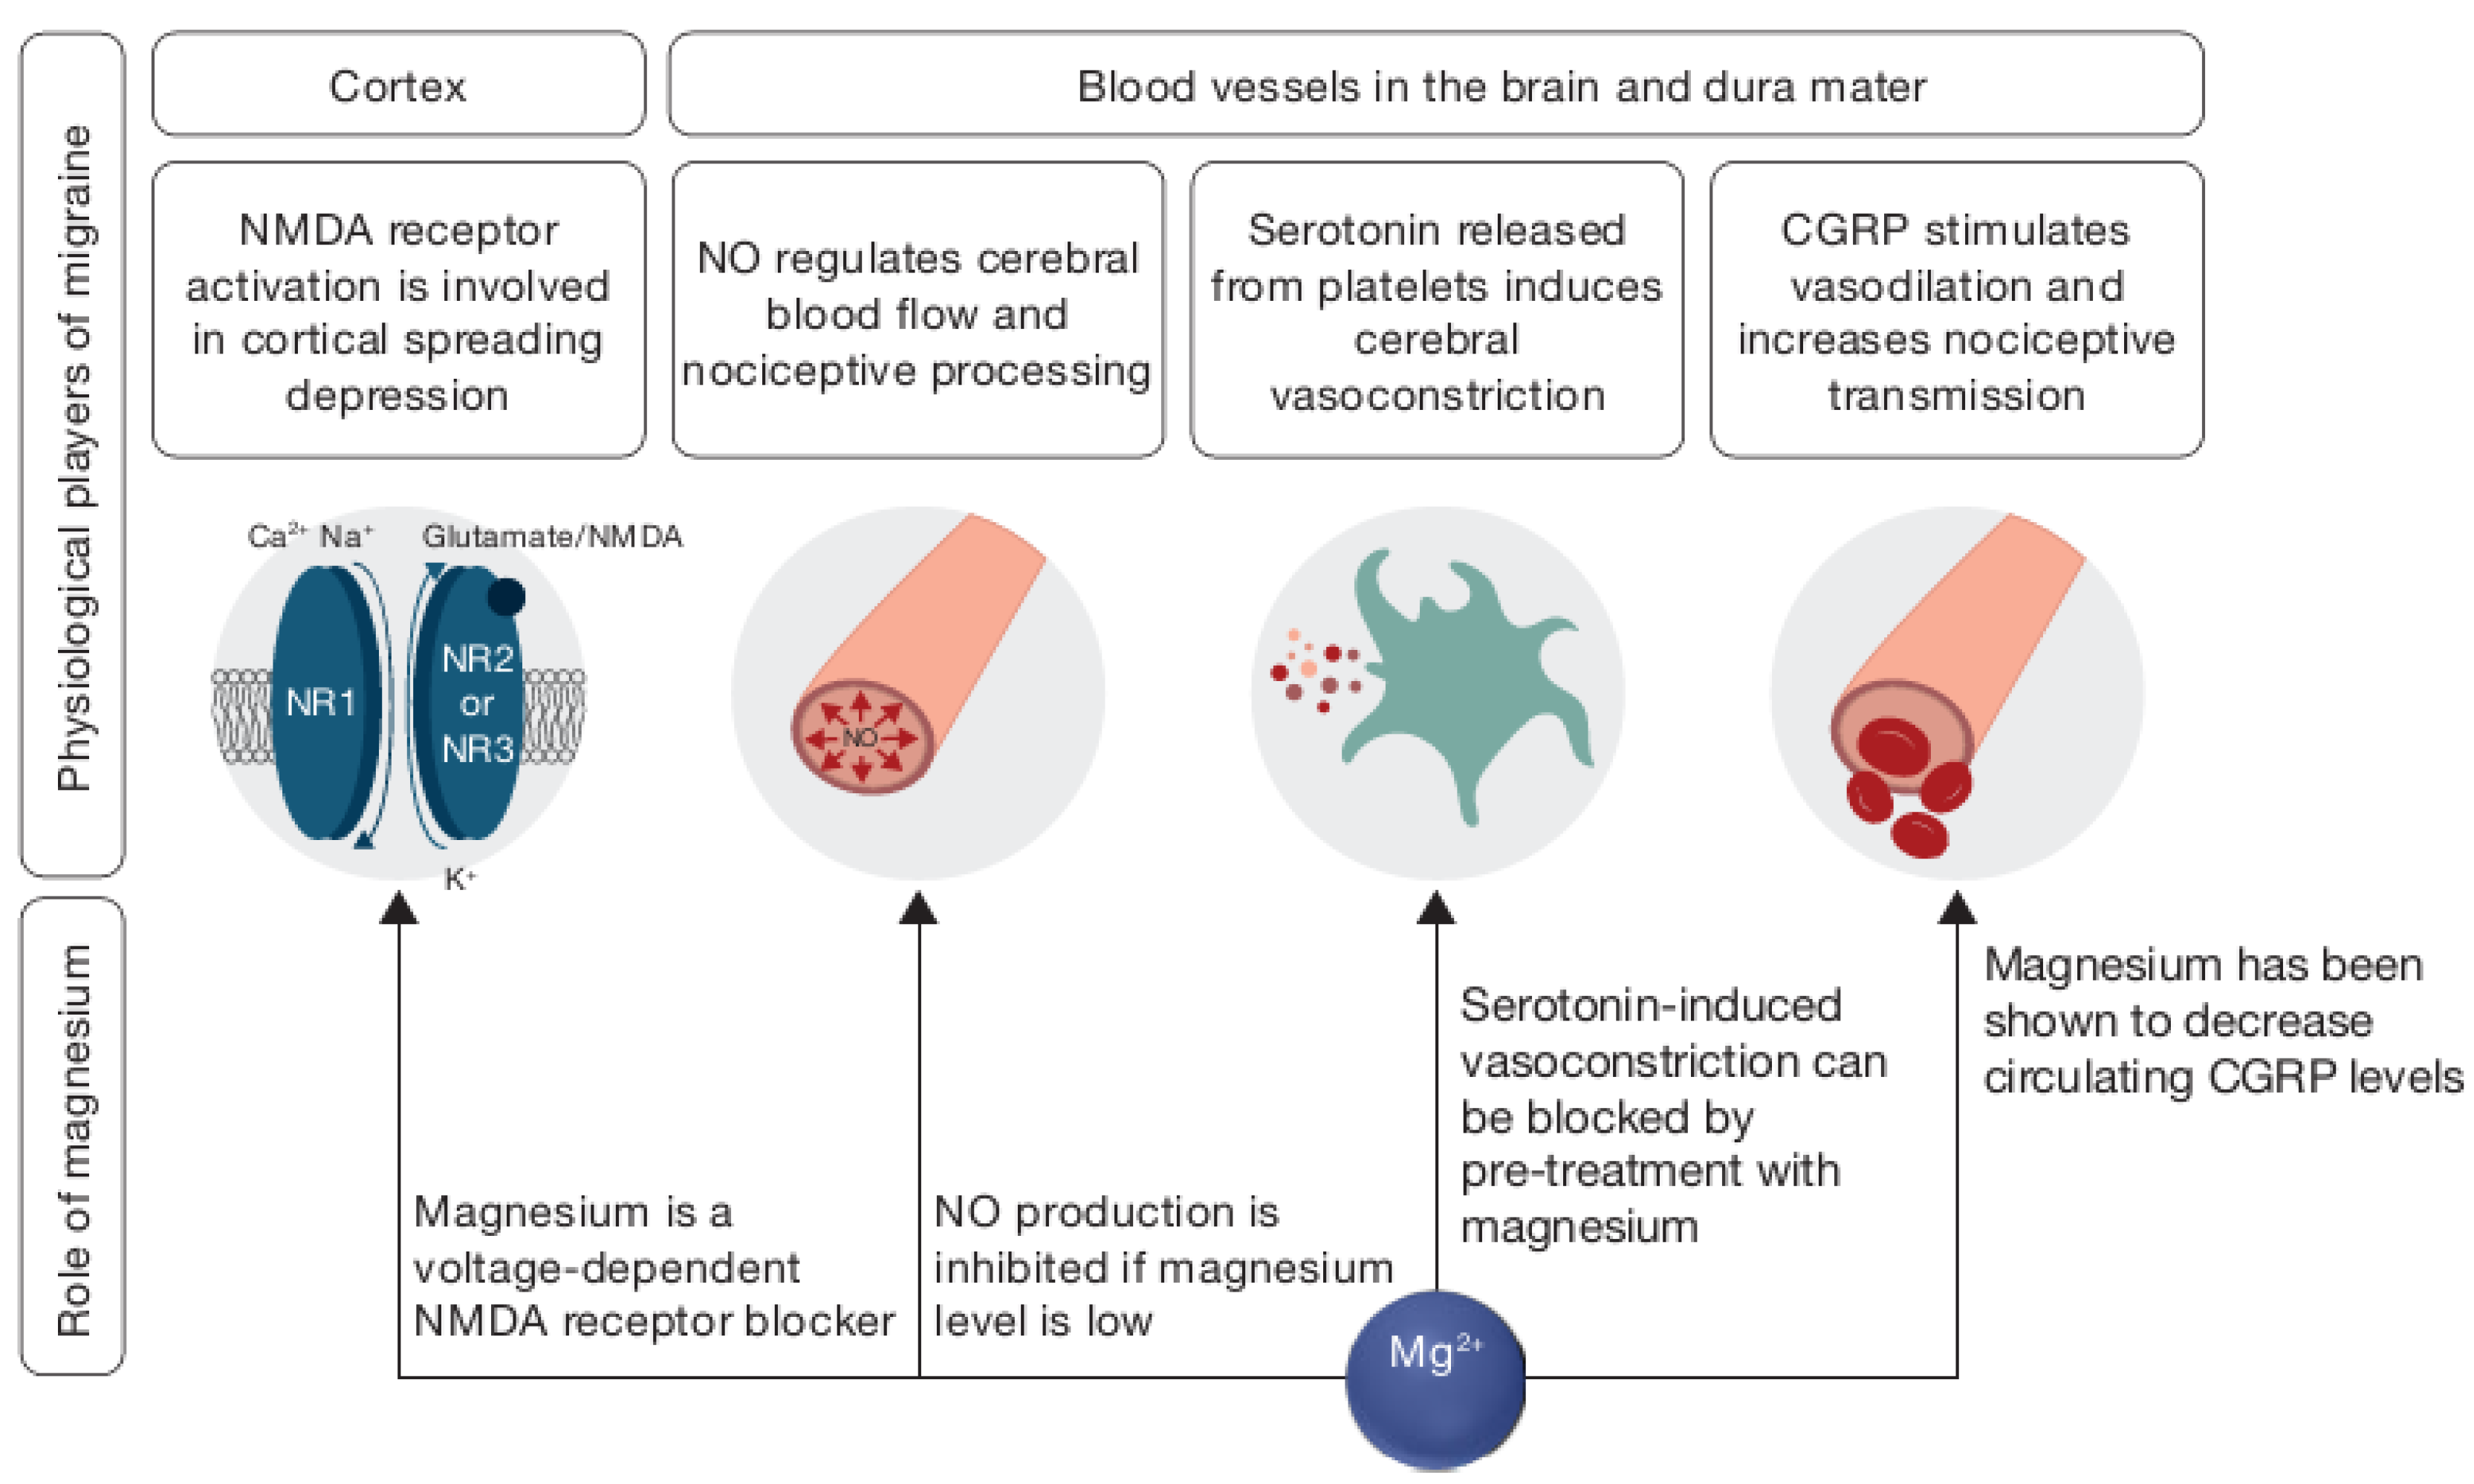 Physiological players of migraine
Cortex
Blood vessels in the brain and dura mater
NMDA receptor
activation is involved
in cortical spreading
depression
NO regulates cerebral
blood flow and
nociceptive processing
Serotonin released
from platelets induces
cerebral
vasoconstriction
CGRP stimulates
vasodilation and
increases nociceptive
transmission
Ca²⁺ Na⁺
Glutamate/NMDA
NR1
NR2
or
NR3
K⁺
NO
Role of magnesium
Magnesium is a
voltage-dependent
NMDA receptor blocker
NO production is
inhibited if magnesium
level is low
Serotonin-induced
vasoconstriction can
be blocked by
pre-treatment with
magnesium
Magnesium has been
shown to decrease
circulating CGRP levels
Mg²⁺